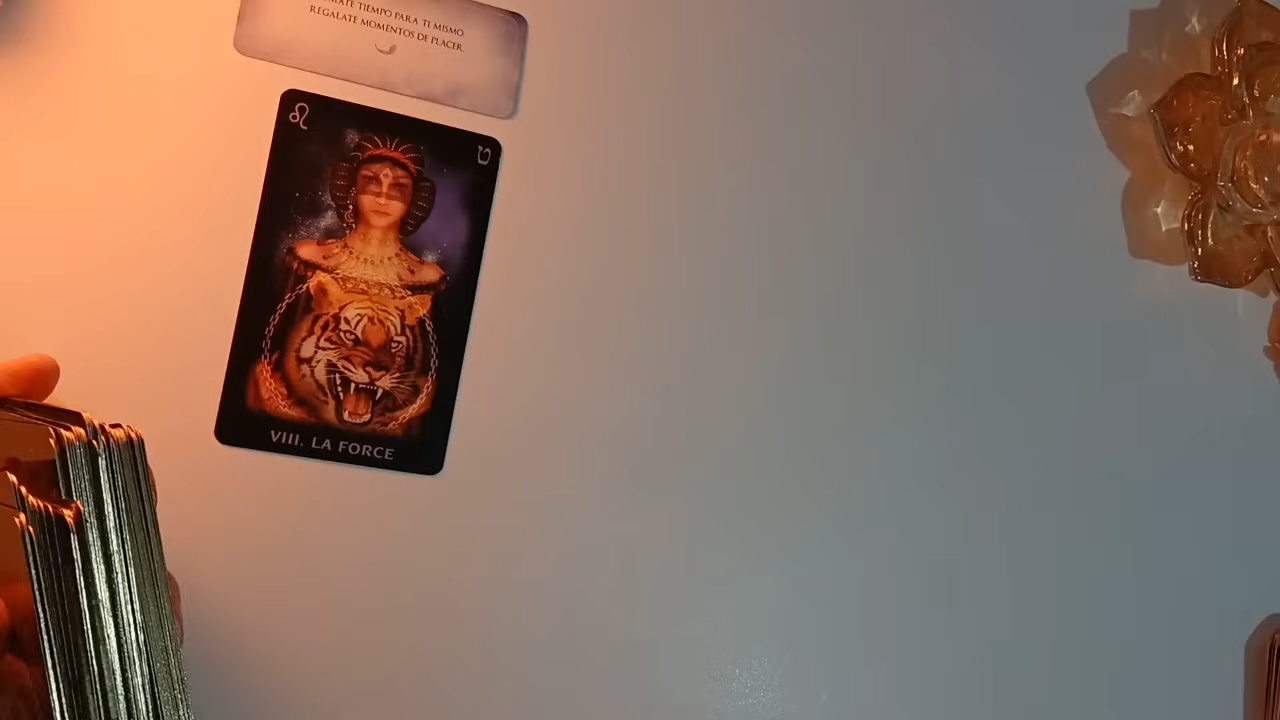 TIEMPO PARA TI MISMO
REGALATE MOMENTOS DE PLACER.
♌ ט
VIII. LA FORCE